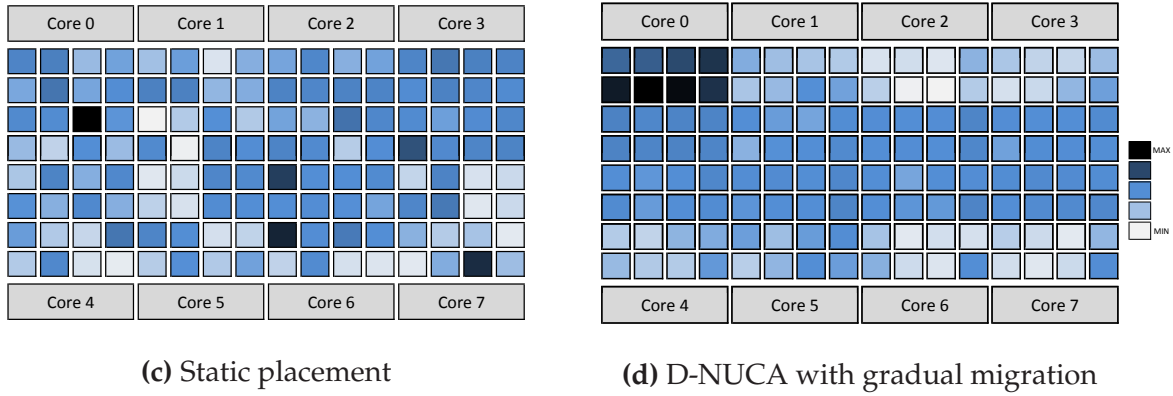 Core 0
Core 1
Core 2
Core 3
Core 4
Core 5
Core 6
Core 7
(c) Static placement
Core 0
Core 1
Core 2
Core 3
MAX
MIN
Core 4
Core 5
Core 6
Core 7
(d) D-NUCA with gradual migration